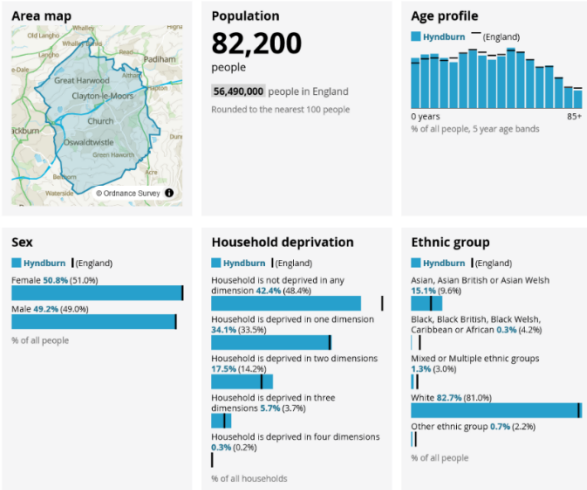 Area map
Old Langho
Whalley
Padiham
Langho
Great Harwood
Altham
Clayton-le-Moors
Church
Oswaldtwistle
Green Haworth
Belthorn
Acre
Waterside
© Ordnance Survey
Population
82,200
people
56,490,000 people in England
Rounded to the nearest 100 people
Age profile
Hyndburn (England)
0 years 85+
% of all people, 5 year age bands
Sex
Hyndburn (England)
Female 50.8% (51.0%)
Male 49.2% (49.0%)
% of all people
Household deprivation
Hyndburn (England)
Household is not deprived in any
dimension 42.4% (48.4%)
Household is deprived in one dimension
34.1% (33.5%)
Household is deprived in two dimensions
17.5% (14.2%)
Household is deprived in three
dimensions 5.7% (3.7%)
Household is deprived in four dimensions
0.3% (0.2%)
% of all households
Ethnic group
Hyndburn (England)
Asian, Asian British or Asian Welsh
15.1% (9.6%)
Black, Black British, Black Welsh,
Caribbean or African 0.3% (4.2%)
Mixed or Multiple ethnic groups
1.3% (3.0%)
White 82.7% (81.0%)
Other ethnic group 0.7% (2.2%)
% of all people